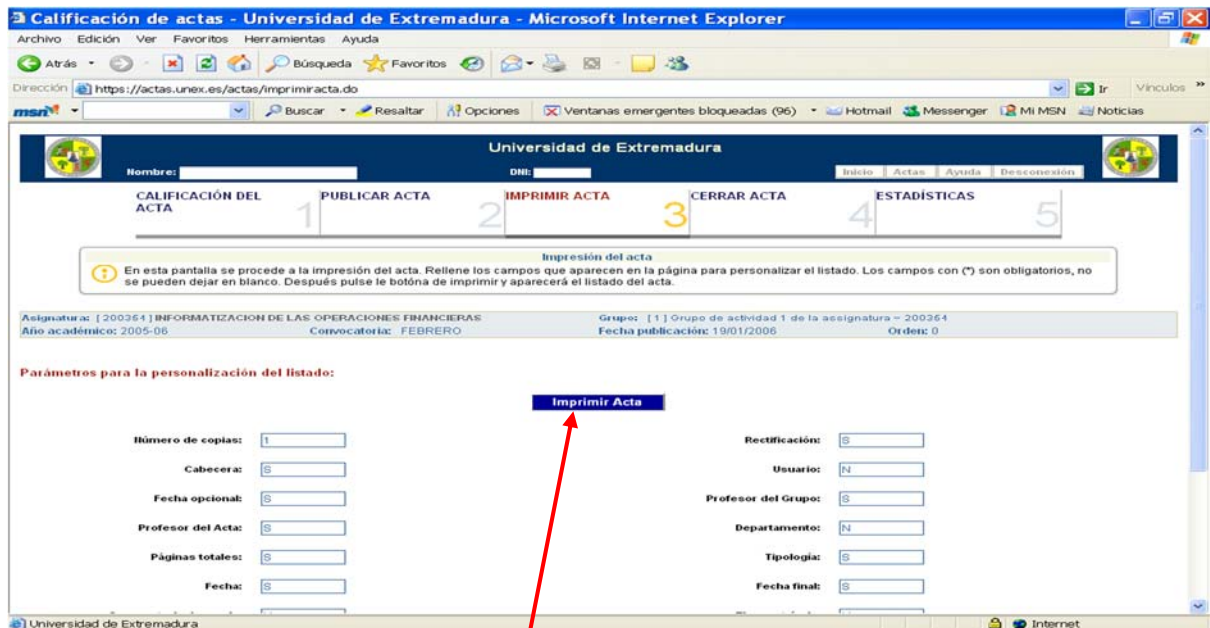 Calificación de actas - Universidad de Extremadura - Microsoft Internet Explorer
Archivo Edición Ver Favoritos Herramientas Ayuda
Atrás Búsqueda Favoritos
Dirección https://actas.unex.es/actas/imprimiracta.do Ir Vínculos »
msn Buscar Resaltar Opciones Ventanas emergentes bloqueadas (96) Hotmail Messenger Mi MSN Noticias
Universidad de Extremadura
Nombre: DNI: Inicio Actas Ayuda Desconexión
CALIFICACIÓN DEL ACTA 1 PUBLICAR ACTA 2 IMPRIMIR ACTA 3 CERRAR ACTA 4 ESTADÍSTICAS 5
Impresión del acta
En esta pantalla se procede a la impresión del acta. Rellene los campos que aparecen en la página para personalizar el listado. Los campos con (*) son obligatorios, no
se pueden dejar en blanco. Después pulse le botóna de imprimir y aparecerá el listado del acta.
Asignatura: [ 200364 ] INFORMATIZACION DE LAS OPERACIONES FINANCIERAS Grupo: [ 1 ] Grupo de actividad 1 de la assignatura - 200364
Año académico: 2005-06 Convocatoria: FEBRERO Fecha publicación: 19/01/2006 Orden: 0
Parámetros para la personalización del listado:
Imprimir Acta
Número de copias: 1 Rectificación: S
Cabecera: S Usuario: N
Fecha opcional: S Profesor del Grupo: S
Profesor del Acta: S Departamento: N
Páginas totales: S Tipología: S
Fecha: S Fecha final: S
Universidad de Extremadura Internet